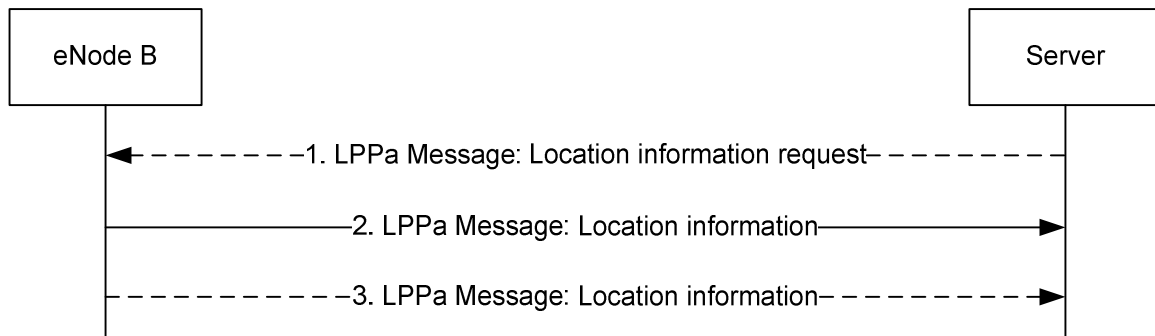 eNode B
Server
1. LPPa Message: Location information request
2. LPPa Message: Location information
3. LPPa Message: Location information